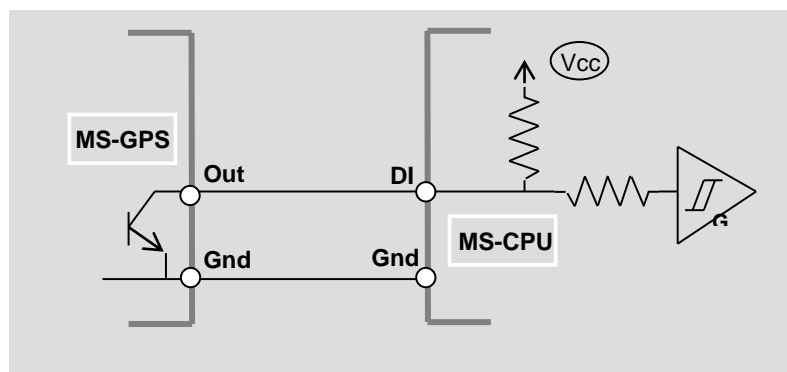 Vcc
MS-GPS
Out
DI
MS-CPU
Gnd
Gnd